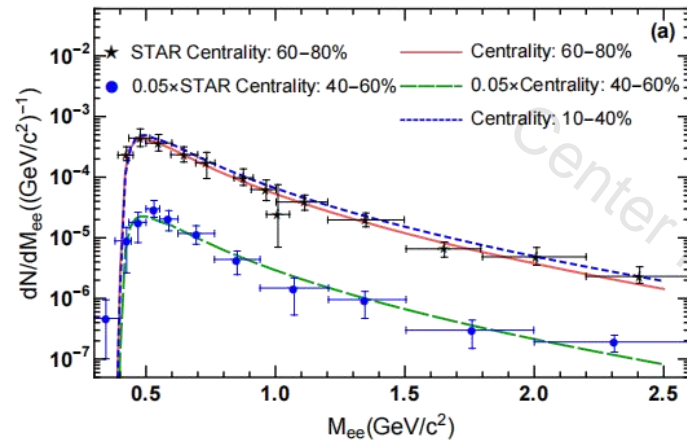 (a)
★ STAR Centrality: 60–80%
● 0.05×STAR Centrality: 40–60%
Centrality: 60–80%
0.05×Centrality: 40–60%
Centrality: 10–40%
Center
dN/dM_ee((GeV/c²)⁻¹)
10⁻²
10⁻³
10⁻⁴
10⁻⁵
10⁻⁶
10⁻⁷
0.5 1.0 1.5 2.0 2.5
M_ee(GeV/c²)